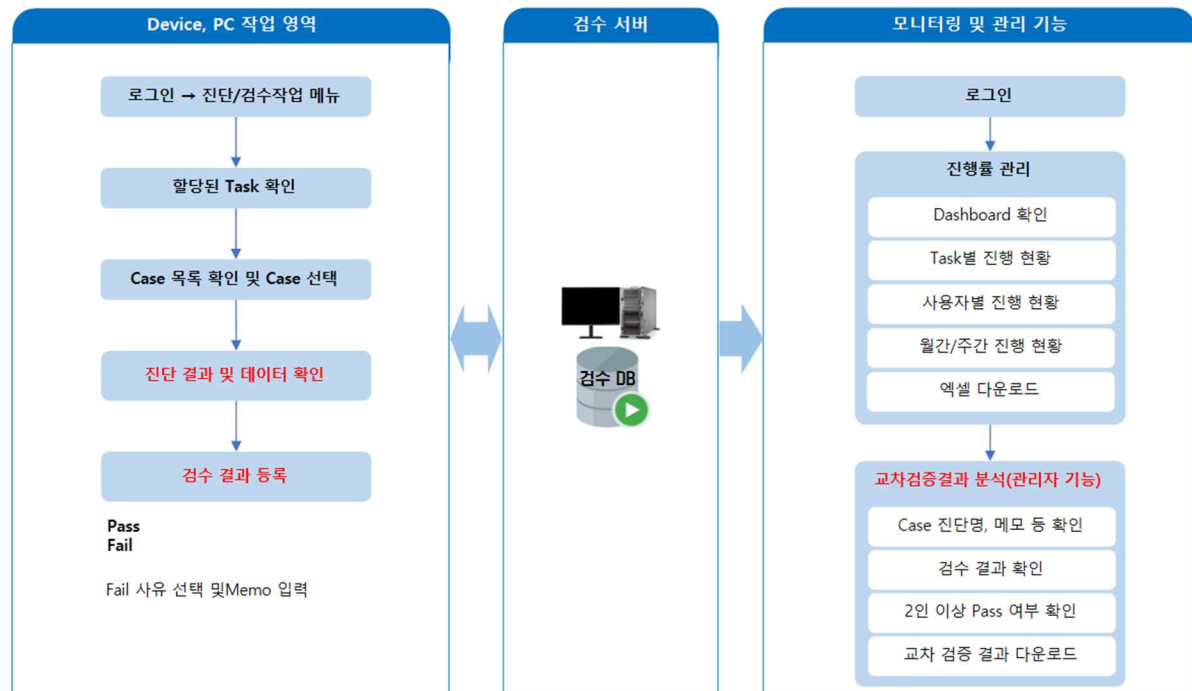 Device, PC 작업 영역
로그인 → 진단/검수작업 메뉴
할당된 Task 확인
Case 목록 확인 및 Case 선택
진단 결과 및 데이터 확인
검수 결과 등록
Pass
Fail
Fail 사유 선택 및Memo 입력
검수 서버
검수 DB
모니터링 및 관리 기능
로그인
진행률 관리
Dashboard 확인
Task별 진행 현황
사용자별 진행 현황
월간/주간 진행 현황
엑셀 다운로드
교차검증결과 분석(관리자 기능)
Case 진단명, 메모 등 확인
검수 결과 확인
2인 이상 Pass 여부 확인
교차 검증 결과 다운로드